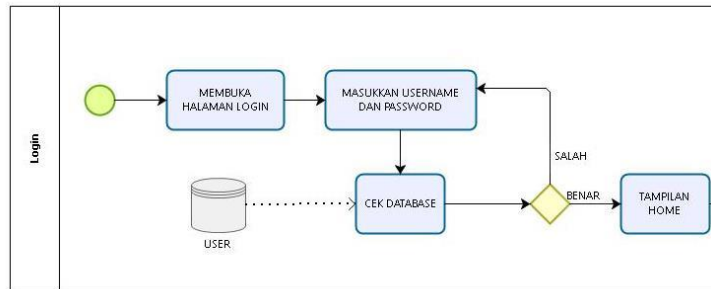 Login
MEMBUKA
HALAMAN LOGIN
MASUKKAN USERNAME
DAN PASSWORD
SALAH
USER
CEK DATABASE
BENAR
TAMPILAN
HOME